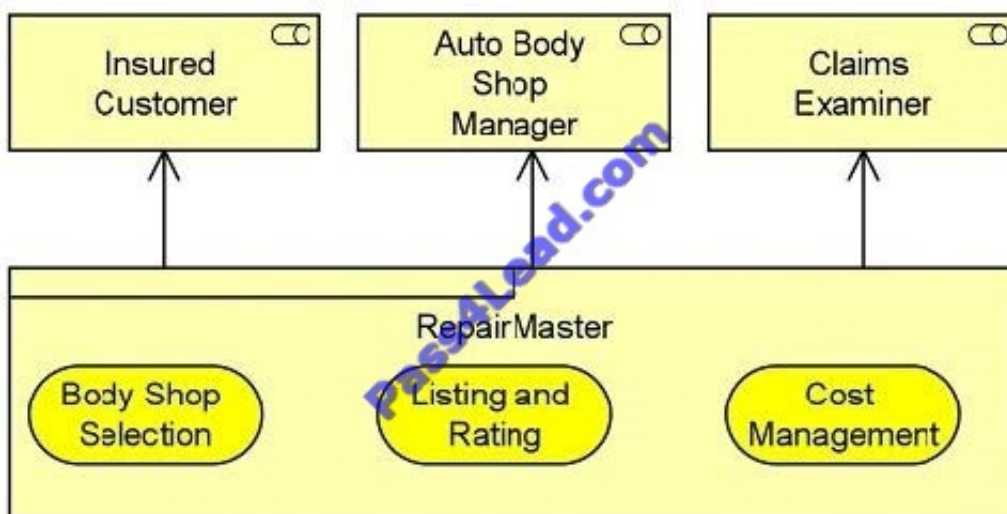 Insured
Customer
Auto Body
Shop
Manager
Claims
Examiner
Pass4Lead.com
RepairMaster
Body Shop
Selection
Listing and
Rating
Cost
Management